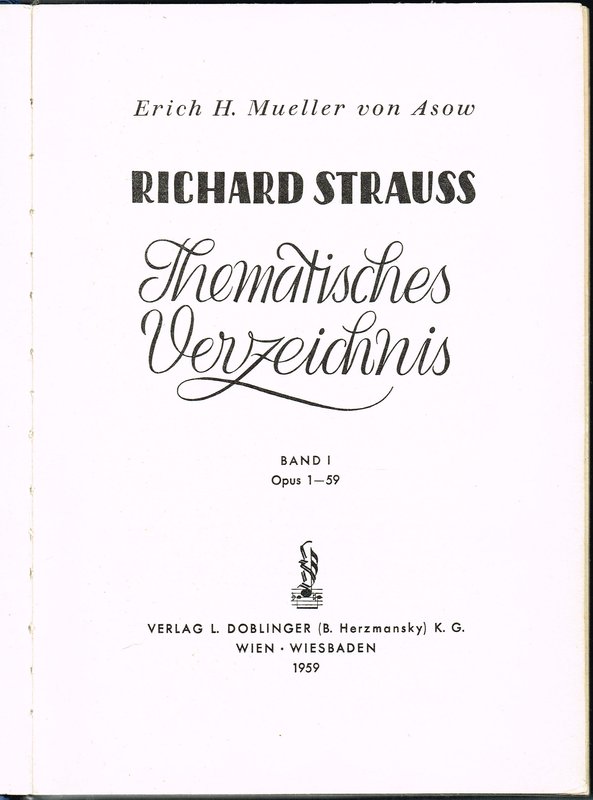 Erich H. Mueller von Asow
RICHARD STRAUSS
Thematisches
Verzeichnis
BAND I
Opus 1—59
VERLAG L. DOBLINGER (B. Herzmansky) K. G.
WIEN · WIESBADEN
1959